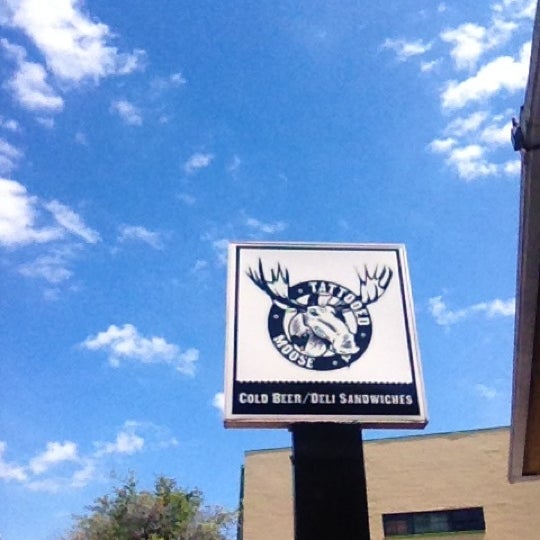 TATTOOED
MOOSE
COLD BEER/DELI SANDWICHES